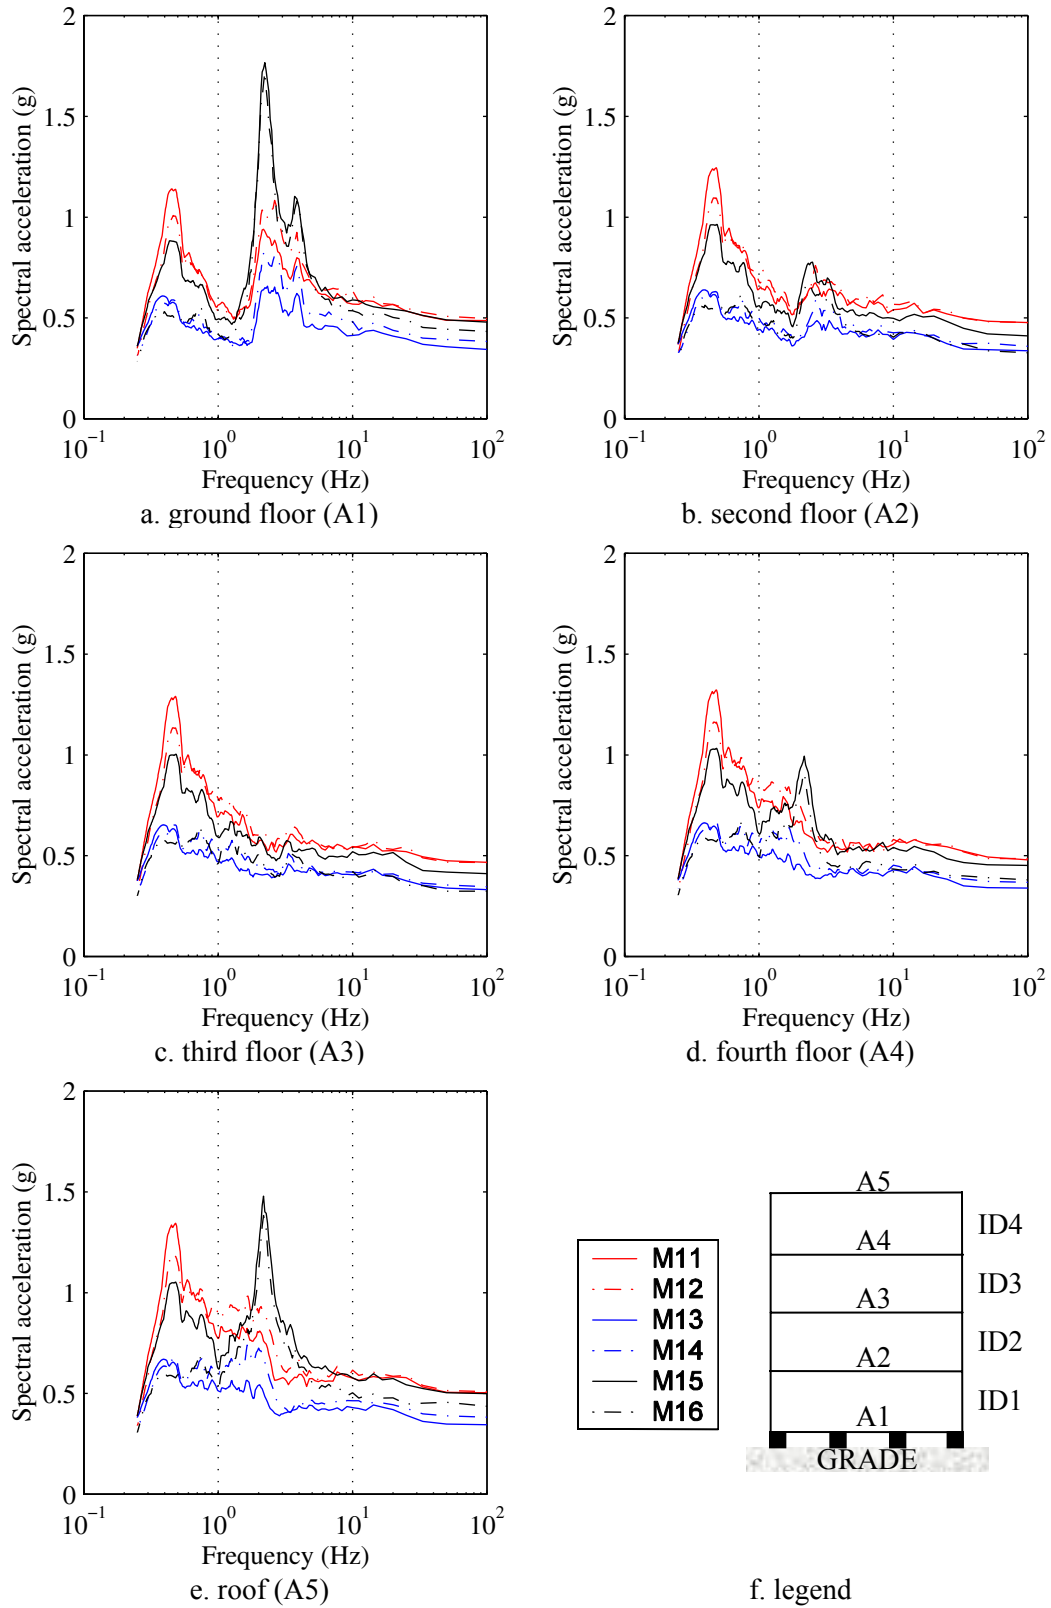 2
1.5
1
0.5
0
Spectral acceleration (g)
10^-1 10^0 10^1 10^2
Frequency (Hz)
a. ground floor (A1)
2
1.5
1
0.5
0
Spectral acceleration (g)
10^-1 10^0 10^1 10^2
Frequency (Hz)
b. second floor (A2)
2
1.5
1
0.5
0
Spectral acceleration (g)
10^-1 10^0 10^1 10^2
Frequency (Hz)
c. third floor (A3)
2
1.5
1
0.5
0
Spectral acceleration (g)
10^-1 10^0 10^1 10^2
Frequency (Hz)
d. fourth floor (A4)
2
1.5
1
0.5
0
Spectral acceleration (g)
10^-1 10^0 10^1 10^2
Frequency (Hz)
e. roof (A5)
M11
M12
M13
M14
M15
M16
A5
ID4
A4
ID3
A3
ID2
A2
ID1
A1
GRADE
f. legend